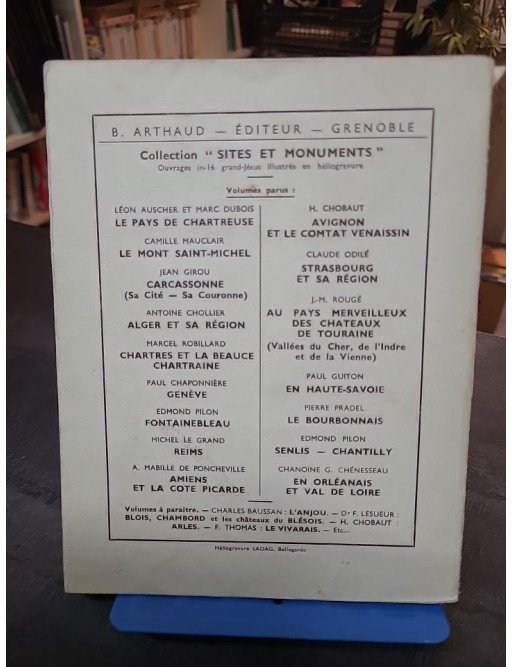 B. ARTHAUD — ÉDITEUR — GRENOBLE
Collection " SITES ET MONUMENTS "
Ouvrages in-16 grand-jésus illustrés en héliogravure
Volumes parus :
LÉON AUSCHER ET MARC DUBOIS
LE PAYS DE CHARTREUSE
CAMILLE MAUCLAIR
LE MONT SAINT-MICHEL
JEAN GIROU
CARCASSONNE
(Sa Cité — Sa Couronne)
ANTOINE CHOLLIER
ALGER ET SA RÉGION
MARCEL ROBILLARD
CHARTRES ET LA BEAUCE
CHARTRAINE
PAUL CHAPONNIÈRE
GENÈVE
EDMOND PILON
FONTAINEBLEAU
MICHEL LE GRAND
REIMS
A. MABILLE DE PONCHEVILLE
AMIENS
ET LA COTE PICARDE
H. CHOBAUT
AVIGNON
ET LE COMTAT VENAISSIN
CLAUDE ODILÉ
STRASBOURG
ET SA RÉGION
J.-M. ROUGÉ
AU PAYS MERVEILLEUX
DES CHATEAUX
DE TOURAINE
(Vallées du Cher, de l'Indre
et de la Vienne)
PAUL GUITON
EN HAUTE-SAVOIE
PIERRE PRADEL
LE BOURBONNAIS
EDMOND PILON
SENLIS — CHANTILLY
CHANOINE G. CHÉNESSEAU
EN ORLÉANAIS
ET VAL DE LOIRE
Volumes à paraître. — CHARLES BAUSSAN : L'ANJOU. — Dr F. LESUEUR :
BLOIS, CHAMBORD et les châteaux du BLÉSOIS. — H. CHOBAUT :
ARLES. — F. THOMAS : LE VIVARAIS. — Etc...
Héliogravure SADAG, Bellegarde